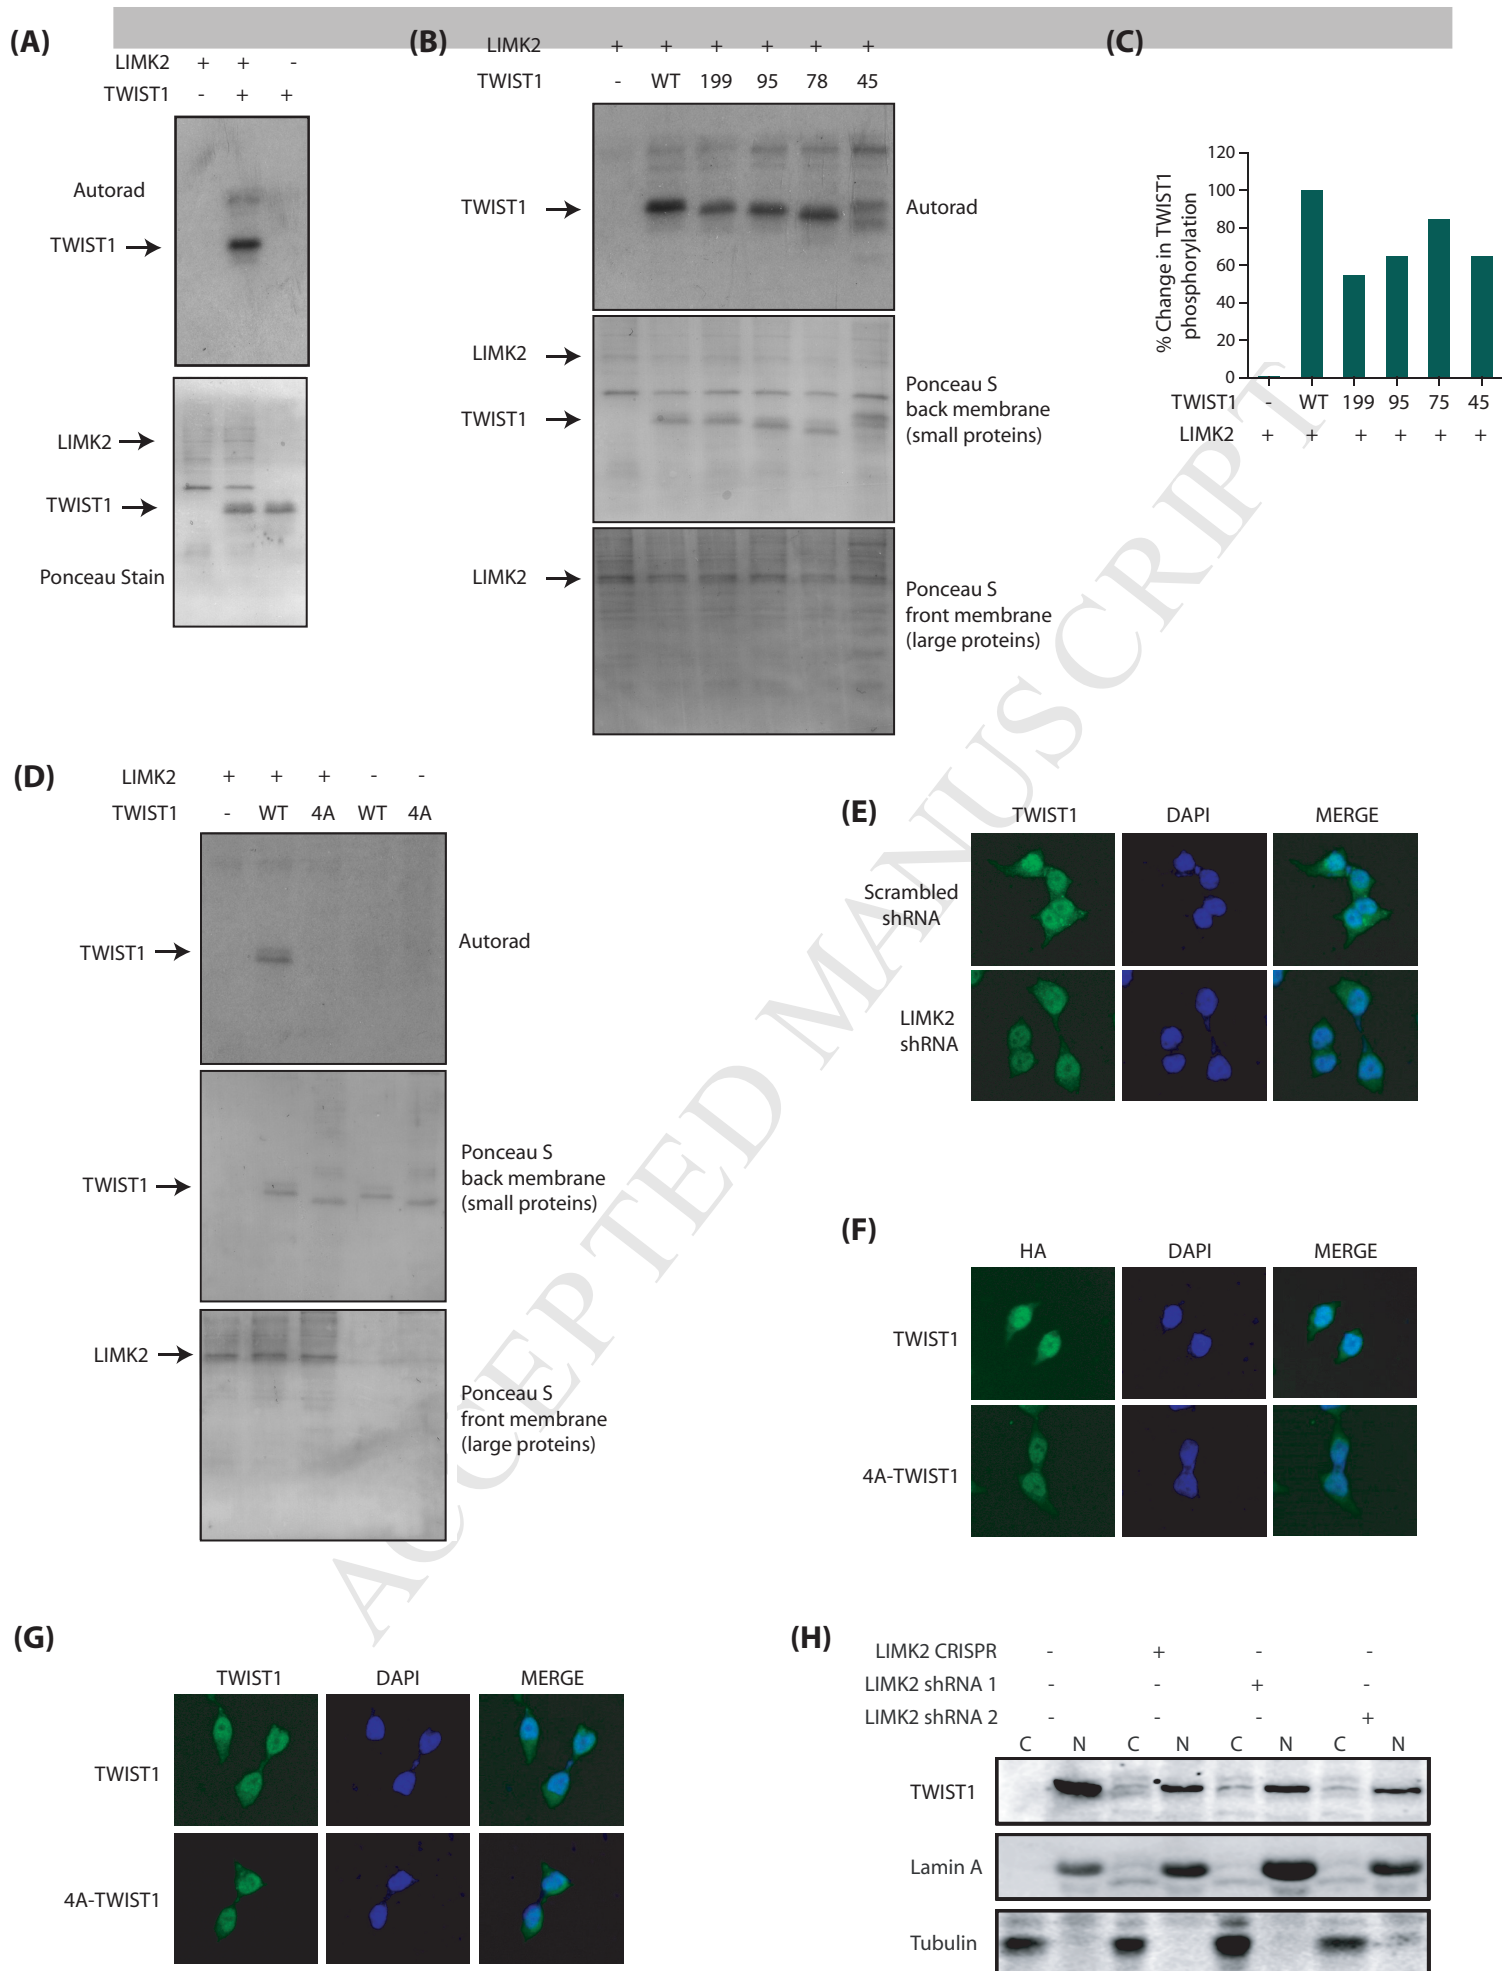 (A)
LIMK2 + + -
TWIST1 - + +
Autorad
TWIST1
LIMK2
TWIST1
Ponceau Stain
(B)
LIMK2 + + + + + +
TWIST1 - WT 199 95 78 45
TWIST1
Autorad
LIMK2
TWIST1
Ponceau S
back membrane
(small proteins)
LIMK2
Ponceau S
front membrane
(large proteins)
(C)
% Change in TWIST1
phosphorylation
120
100
80
60
40
20
0
TWIST1 - WT 199 95 75 45
LIMK2 + + + + + +
(D)
LIMK2 + + + - -
TWIST1 - WT 4A WT 4A
TWIST1
Autorad
TWIST1
Ponceau S
back membrane
(small proteins)
LIMK2
Ponceau S
front membrane
(large proteins)
(E)
TWIST1 DAPI MERGE
Scrambled
shRNA
LIMK2
shRNA
(F)
HA DAPI MERGE
TWIST1
4A-TWIST1
(G)
TWIST1 DAPI MERGE
TWIST1
4A-TWIST1
(H)
LIMK2 CRISPR - + - -
LIMK2 shRNA 1 - - + -
LIMK2 shRNA 2 - - - +
C N C N C N C N
TWIST1
Lamin A
Tubulin
ACCEPTED MANUSCRIPT